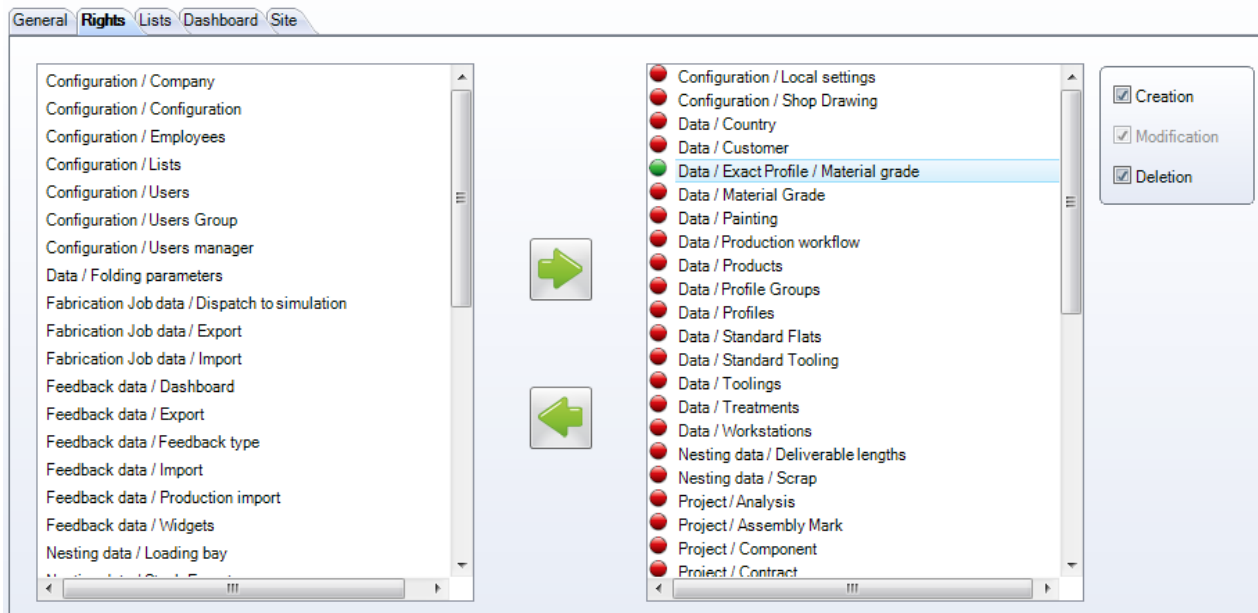 General Rights Lists Dashboard Site
Configuration / Company
Configuration / Configuration
Configuration / Employees
Configuration / Lists
Configuration / Users
Configuration / Users Group
Configuration / Users manager
Data / Folding parameters
Fabrication Job data / Dispatch to simulation
Fabrication Job data / Export
Fabrication Job data / Import
Feedback data / Dashboard
Feedback data / Export
Feedback data / Feedback type
Feedback data / Import
Feedback data / Production import
Feedback data / Widgets
Nesting data / Loading bay
Configuration / Local settings
Configuration / Shop Drawing
Data / Country
Data / Customer
Data / Exact Profile / Material grade
Data / Material Grade
Data / Painting
Data / Production workflow
Data / Products
Data / Profile Groups
Data / Profiles
Data / Standard Flats
Data / Standard Tooling
Data / Toolings
Data / Treatments
Data / Workstations
Nesting data / Deliverable lengths
Nesting data / Scrap
Project / Analysis
Project / Assembly Mark
Project / Component
Project / Contract
Creation
Modification
Deletion